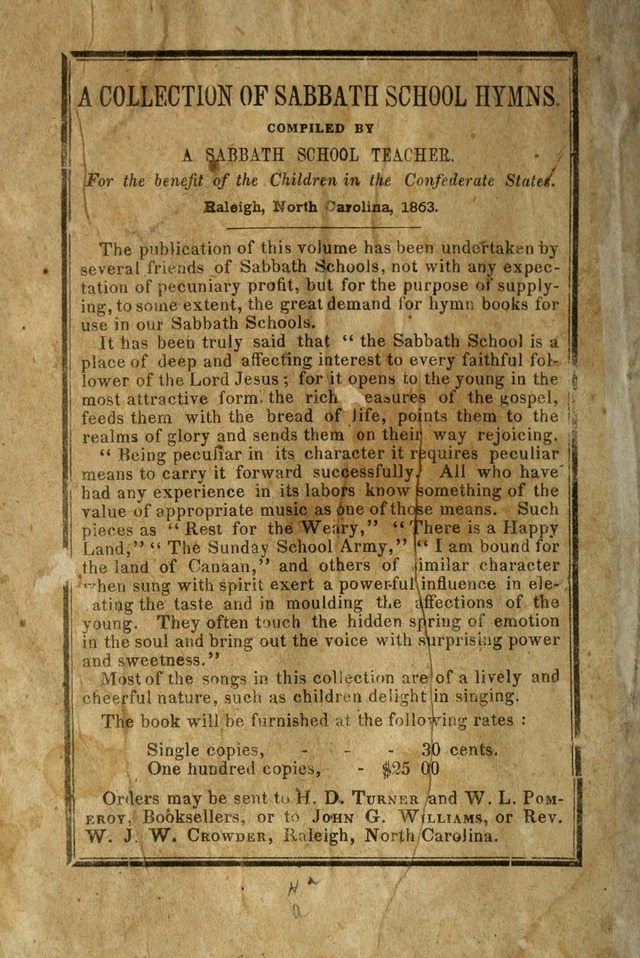 A COLLECTION OF SABBATH SCHOOL HYMNS.
COMPILED BY
A SABBATH SCHOOL TEACHER.
For the benefit of the Children in the Confederate States.
Raleigh, North Carolina, 1863.
The publication of this volume has been undertaken by
several friends of Sabbath Schools, not with any expec-
tation of pecuniary profit, but for the purpose of supply-
ing, to some extent, the great demand for hymn books for
use in our Sabbath Schools.
It has been truly said that " the Sabbath School is a
place of deep and affecting interest to every faithful fol-
lower of the Lord Jesus ; for it opens to the young in the
most attractive form. the rich easures of the gospel,
feeds them with the bread of life, points them to the
realms of glory and sends them on their way rejoicing.
" Being peculiar in its character it requires peculiar
means to carry it forward successfully. All who have
had any experience in its labors know something of the
value of appropriate music as one of those means. Such
pieces as " Rest for the Weary," " There is a Happy
Land," " The Sunday School Army," " I am bound for
the land of Canaan," and others of similar character
when sung with spirit exert a powerful influence in ele-
ating the taste and in moulding the affections of the
young. They often touch the hidden spring of emotion
in the soul and bring out the voice with surprising power
and sweetness."
Most of the songs in this collection are of a lively and
cheerful nature, such as children delight in singing.
The book will be furnished at the following rates :
Single copies, - - - 30 cents.
One hundred copies, - $25 00
Orders may be sent to H. D. TURNER and W. L. POM-
EROY, Booksellers, or to JOHN G. WILLIAMS, or Rev.
W. J. W. CROWDER, Raleigh, North Carolina.